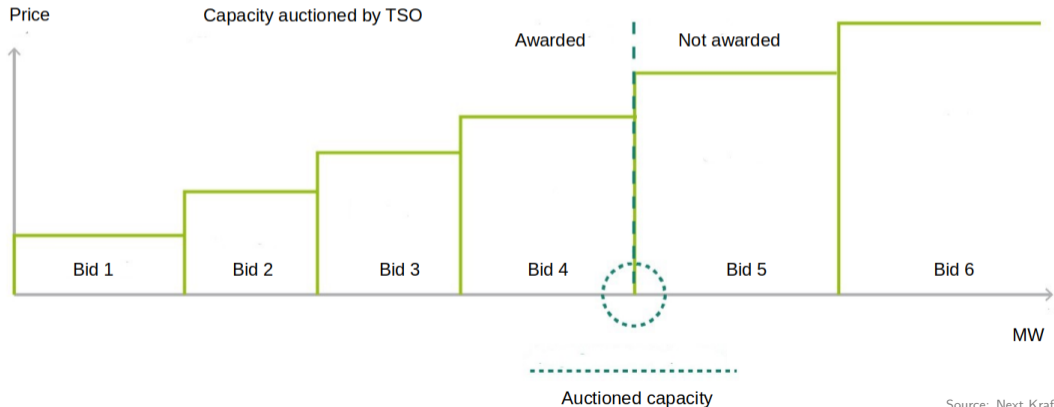 Price
Capacity auctioned by TSO
Awarded
Not awarded
Bid 1
Bid 2
Bid 3
Bid 4
Bid 5
Bid 6
MW
Auctioned capacity
Source: Next Kraf